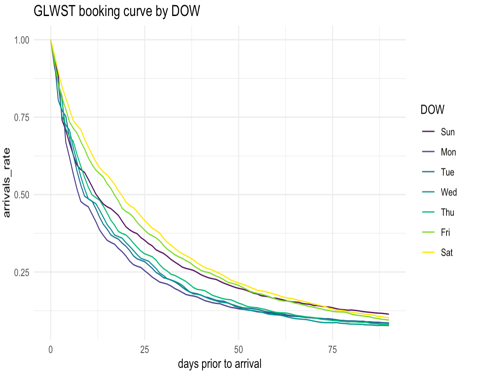 GLWST booking curve by DOW
1.00
0.75
0.50
0.25
arrivals_rate
0
25
50
75
days prior to arrival
DOW
Sun
Mon
Tue
Wed
Thu
Fri
Sat